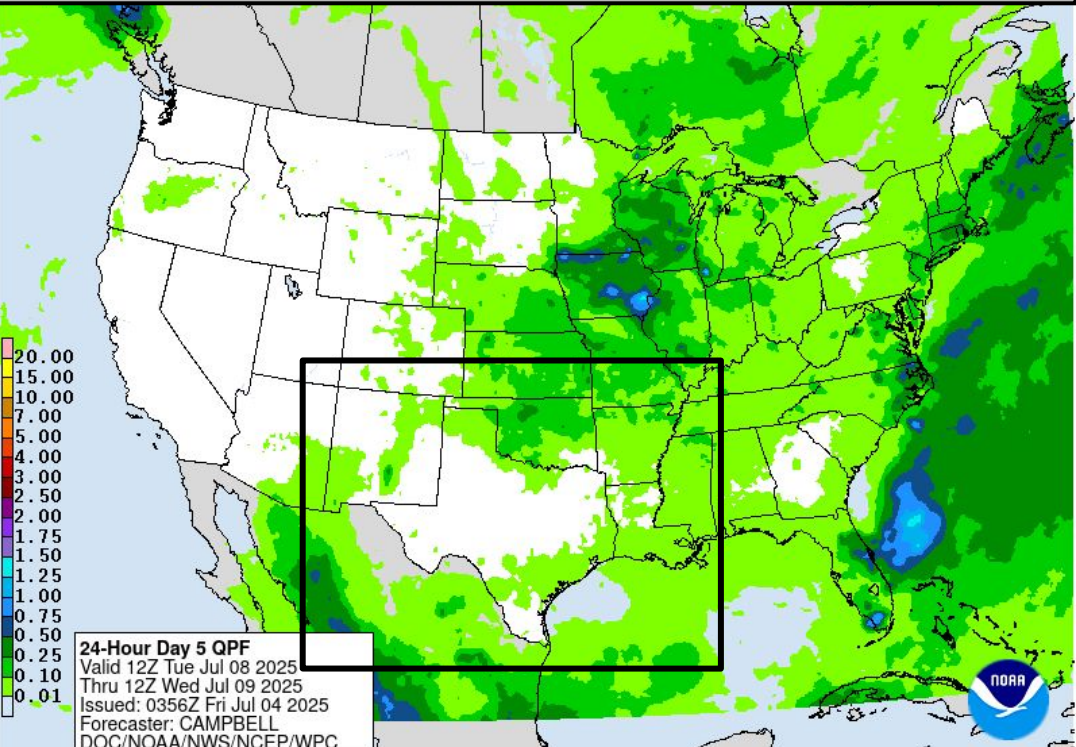 20.00
15.00
10.00
7.00
5.00
4.00
3.00
2.50
2.00
1.75
1.50
1.25
1.00
0.75
0.50
0.25
0.10
0.01
24-Hour Day 5 QPF
Valid 12Z Tue Jul 08 2025
Thru 12Z Wed Jul 09 2025
Issued: 0356Z Fri Jul 04 2025
Forecaster: CAMPBELL
DOC/NOAA/NWS/NCEP/WPC
NOAA